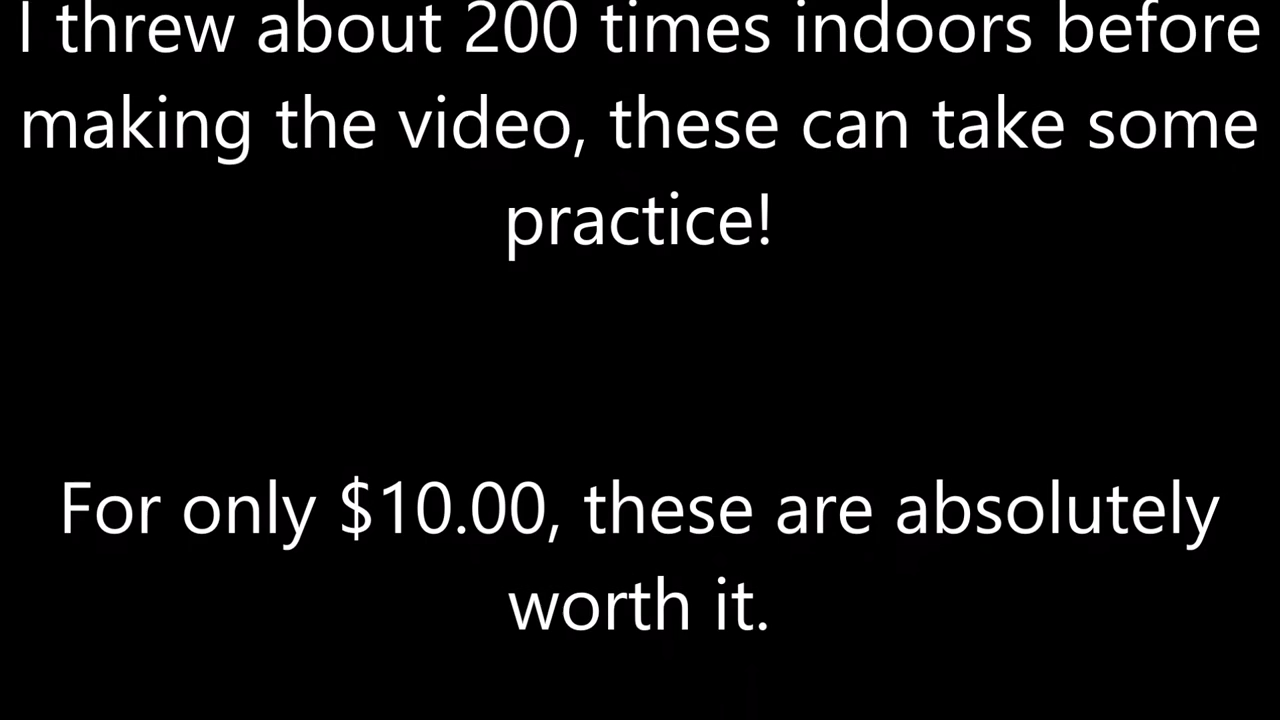 I threw about 200 times indoors before
making the video, these can take some
practice!
For only $10.00, these are absolutely
worth it.